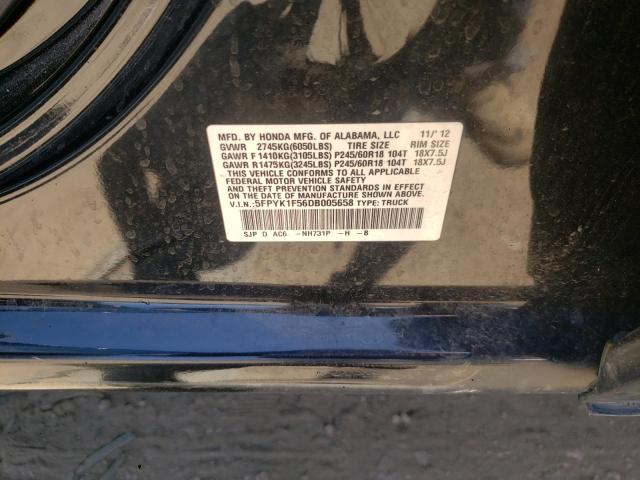 MFD. BY HONDA MFG. OF ALABAMA, LLC 11/'12
GVWR 2745KG(6050LBS) TIRE SIZE RIM SIZE
GAWR F 1410KG(3105LBS) P245/60R18 104T 18X7.5J
GAWR R1475KG(3245LBS) P245/60R18 104T 18X7.5J
THIS VEHICLE CONFORMS TO ALL APPLICABLE
FEDERAL MOTOR VEHICLE SAFETY AND
THEFT PREVENTION STANDARDS IN EFFECT
ON THE DATE OF MANUFACTURE SHOWN ABOVE.
V.I.N.:5FPYK1F56DB005658 TYPE:TRUCK
SJP D AC6 -NH731P -H -B